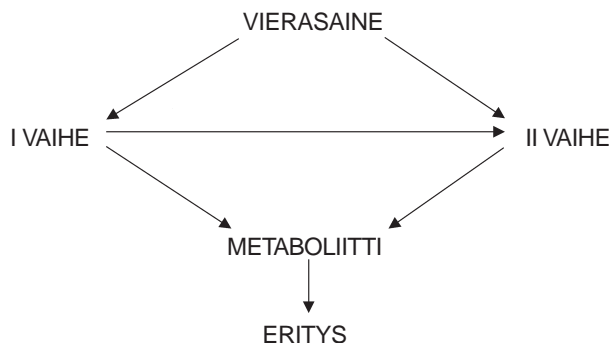 VIERASAINE
I VAIHE
II VAIHE
METABOLIITTI
ERITYS